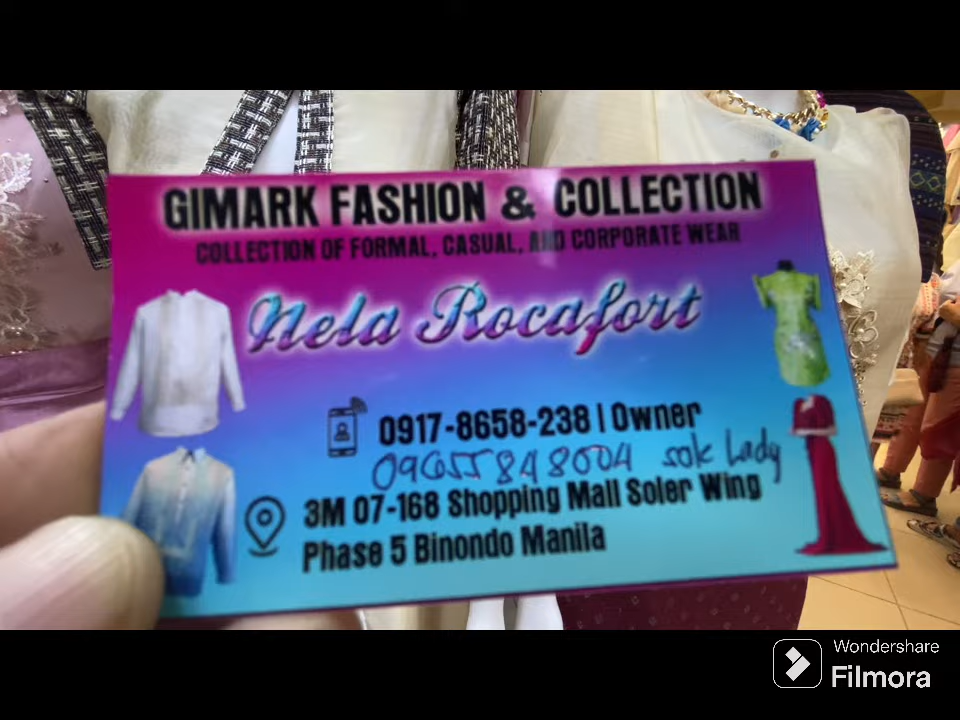 GIMARK FASHION & COLLECTION
COLLECTION OF FORMAL, CASUAL, AND CORPORATE WEAR
Nela Rocafort
0917-8658-238 | Owner
09655848004 sale Lady
3M 07-168 Shopping Mall Soler Wing
Phase 5 Binondo Manila
Wondershare
Filmora